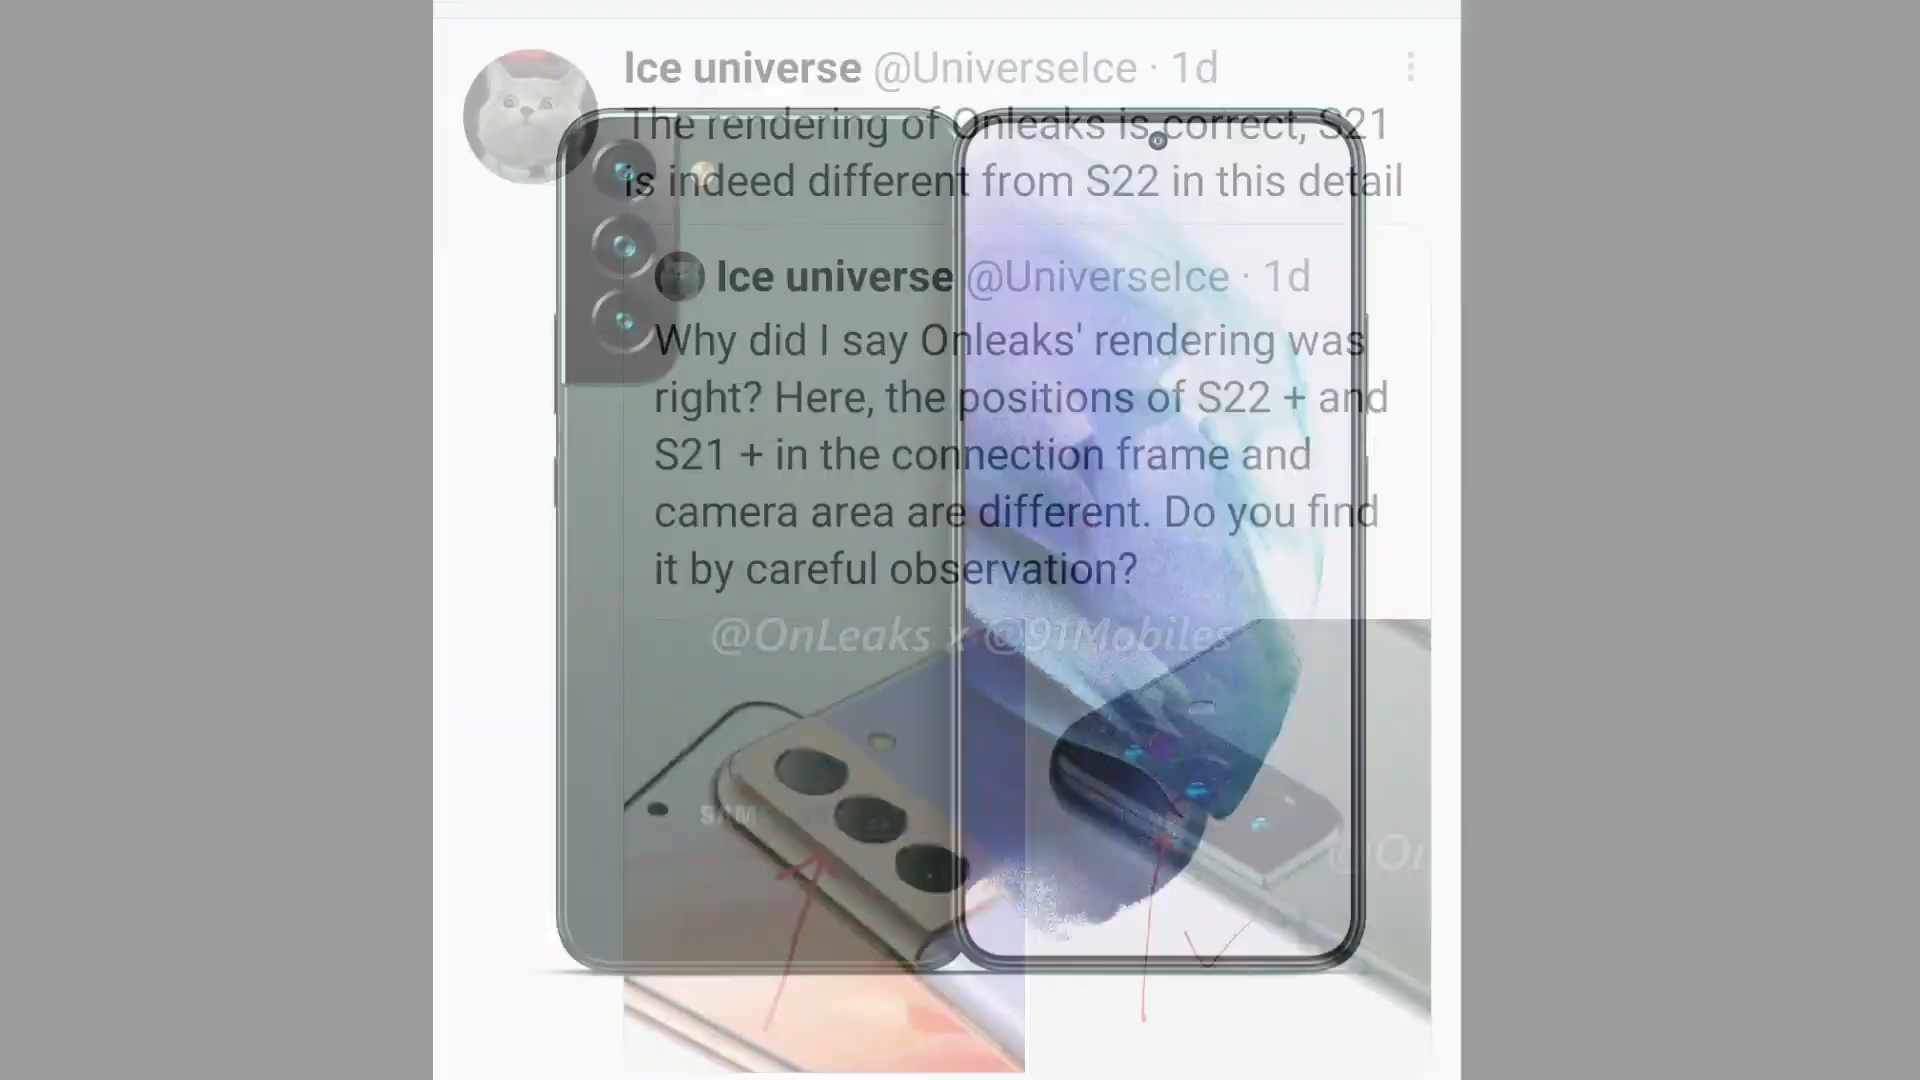 Ice universe @UniverseIce · 1d
The rendering of Onleaks is correct, S21
is indeed different from S22 in this detail
Ice universe @UniverseIce · 1d
Why did I say Onleaks' rendering was
right? Here, the positions of S22 + and
S21 + in the connection frame and
camera area are different. Do you find
it by careful observation?
@OnLeaks x @91Mobiles
SAM